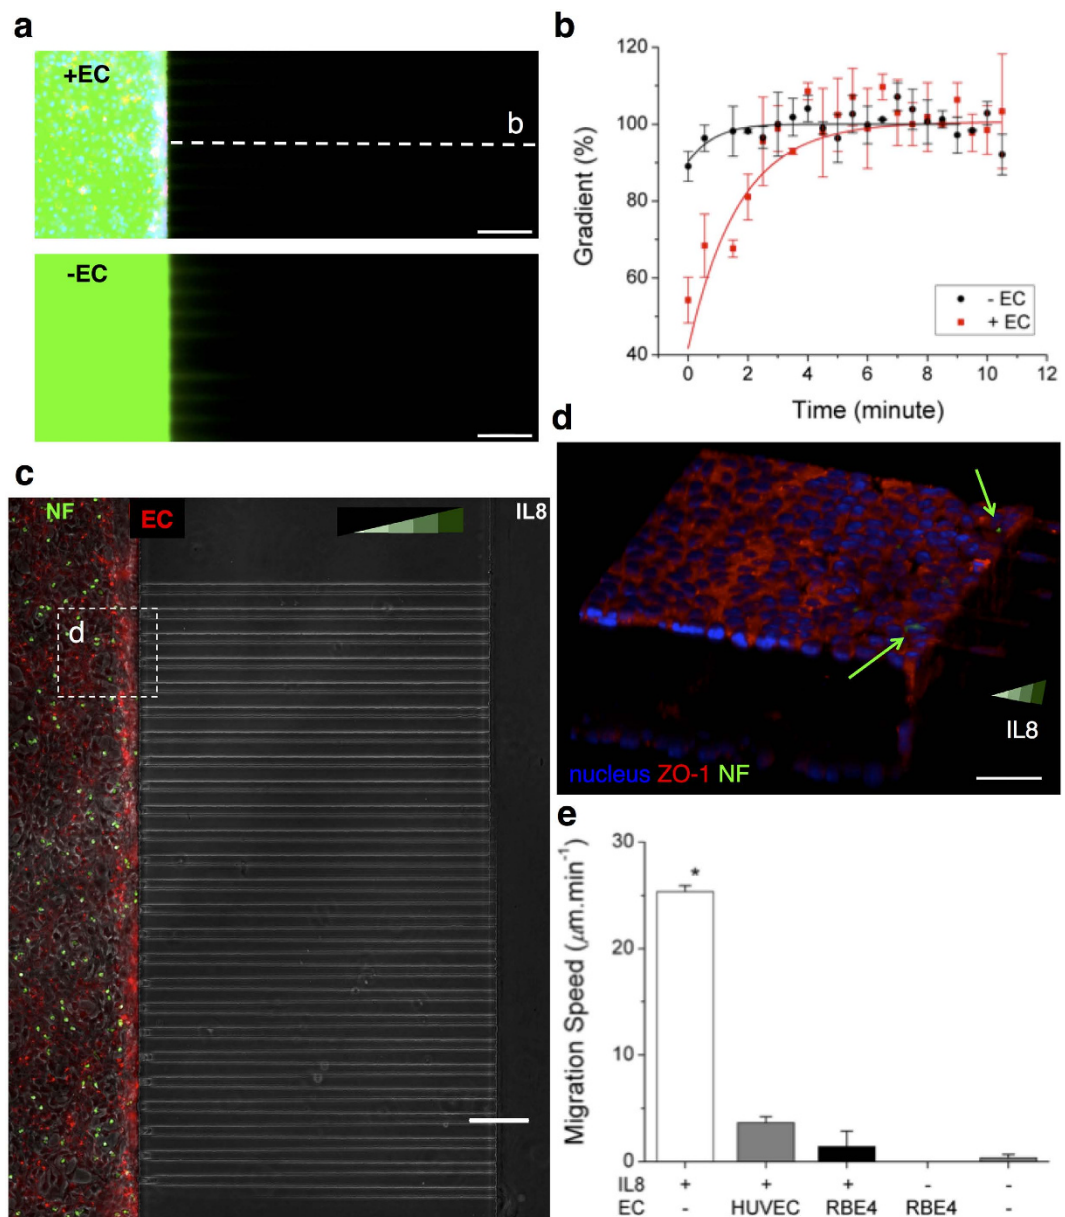 a
+EC
b
-EC
b
120
100
80
60
40
Gradient (%)
- EC
+ EC
0
2
4
6
8
10
12
Time (minute)
c
NF
EC
IL8
d
d
IL8
nucleus ZO-1 NF
e
30
20
10
0
Migration Speed (μm.min⁻¹)
*
IL8 + + + - -
EC - HUVEC RBE4 RBE4 -